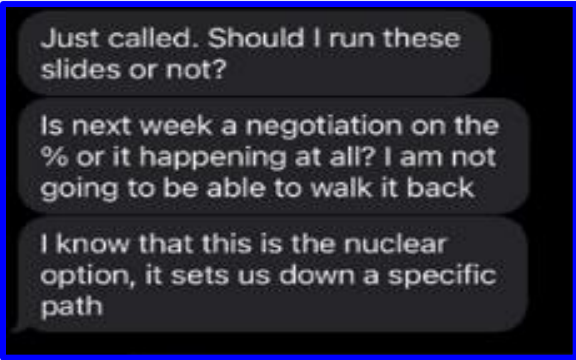 Just called. Should I run these
slides or not?
Is next week a negotiation on the
% or it happening at all? I am not
going to be able to walk it back
I know that this is the nuclear
option, it sets us down a specific
path